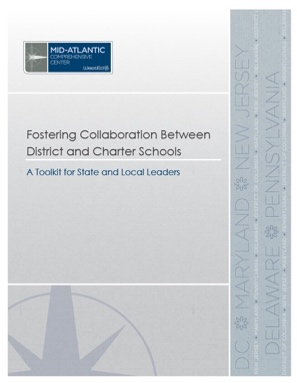 MID-ATLANTIC
COMPREHENSIVE
CENTER
Fostering Collaboration Between
District and Charter Schools
A Toolkit for State and Local Leaders
D.C. MARYLAND NEW JERSEY
DELAWARE PENNSYLVANIA